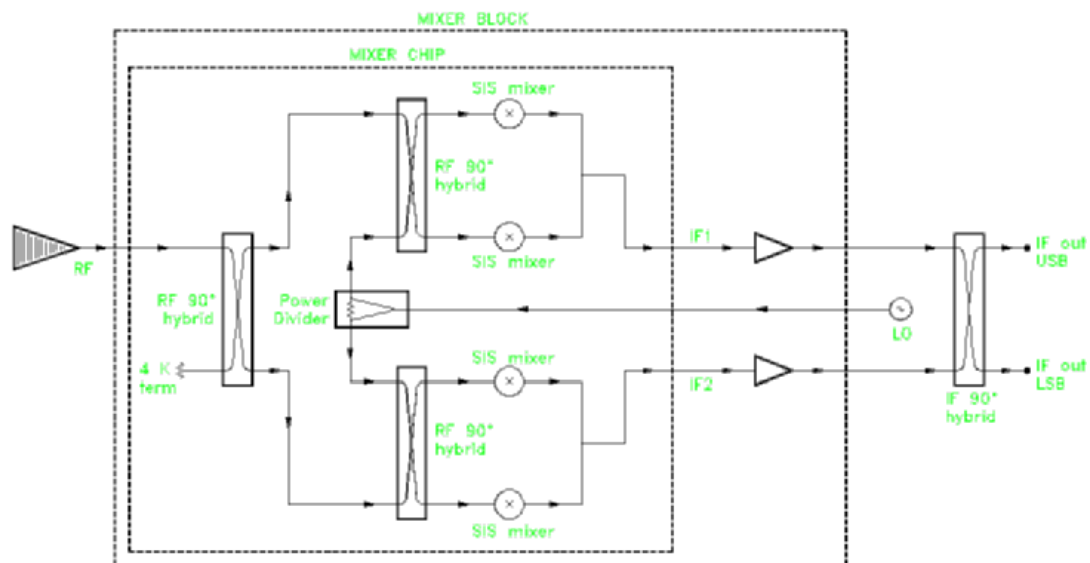 MIXER BLOCK
MIXER CHIP
SIS mixer
RF 90°
hybrid
SIS mixer
RF
RF 90°
hybrid
Power
Divider
IF1
IF out
USB
LO
4 K
term
SIS mixer
RF 90°
hybrid
IF2
IF out
LSB
IF 90°
hybrid
SIS mixer